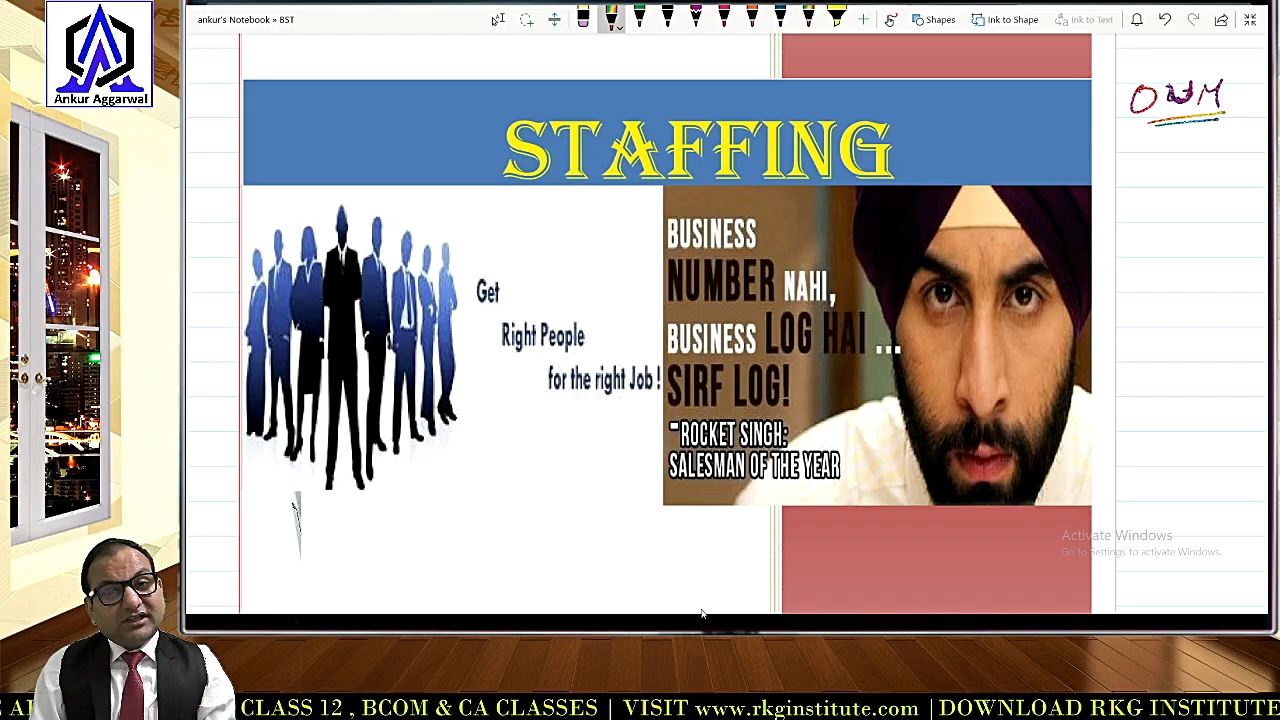 ankur's Notebook » BST
Shapes
Ink to Shape
Ink to Text
Ankur Aggarwal
STAFFING
Get
Right People
for the right Job !
BUSINESS
NUMBER NAHI,
BUSINESS LOG HAI ...
SIRF LOG!
-ROCKET SINGH:
SALESMAN OF THE YEAR
Activate Windows
Go to Settings to activate Windows.
CLASS 12 , BCOM & CA CLASSES | VISIT www.rkginstitute.com | DOWNLOAD RKG INSTITUTE